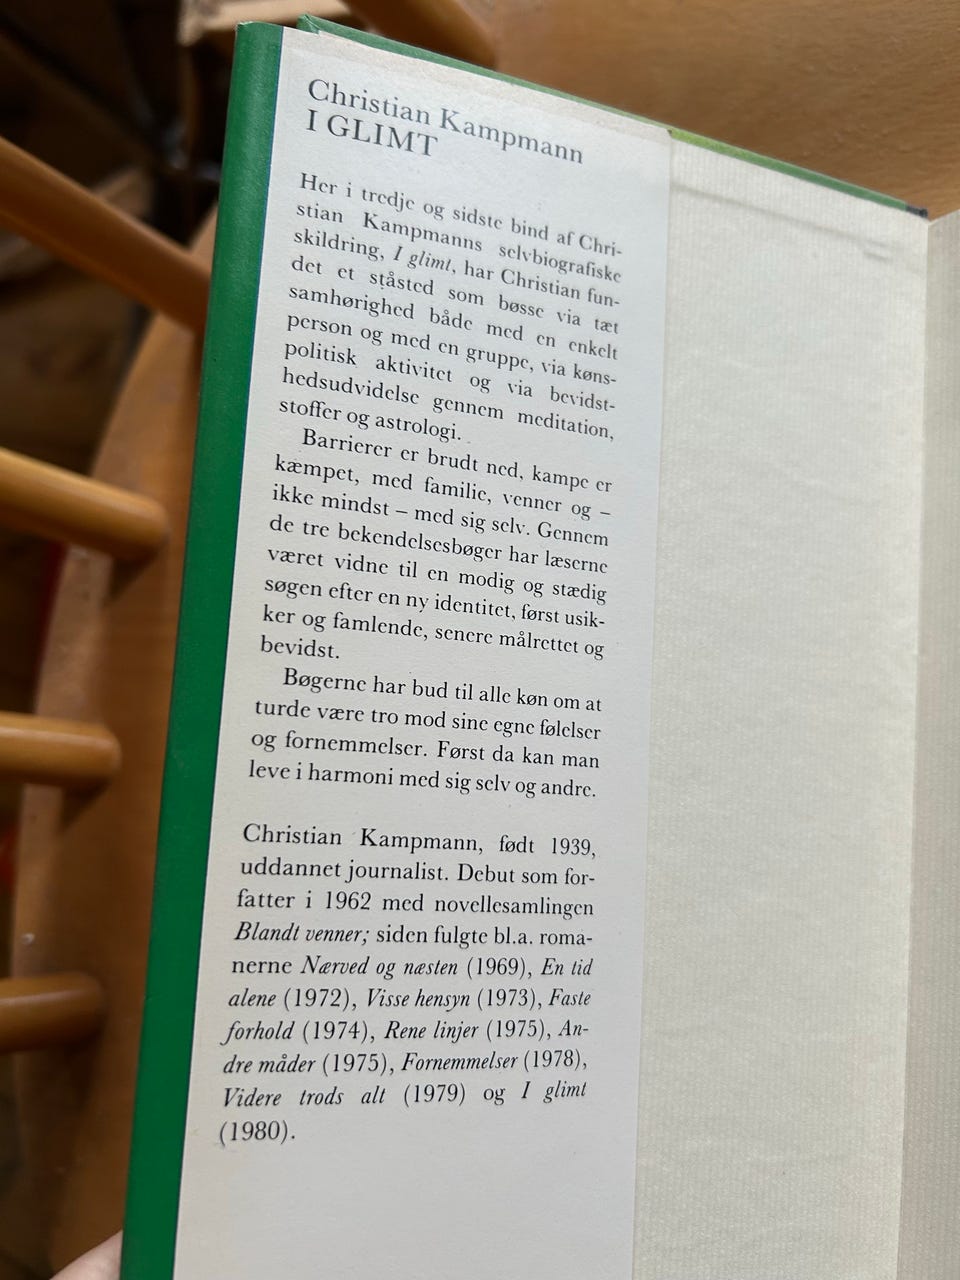 Christian Kampmann
I GLIMT
Her i tredje og sidste bind af Chri-
stian Kampmanns selvbiografiske
skildring, I glimt, har Christian fun-
det et ståsted som bøsse via tæt
samhørighed både med en enkelt
person og med en gruppe, via køns-
politisk aktivitet og via bevidst-
hedsudvidelse gennem meditation,
stoffer og astrologi.
Barrierer er brudt ned, kampe er
kæmpet, med familie, venner og –
ikke mindst – med sig selv. Gennem
de tre bekendelsesbøger har læserne
været vidne til en modig og stædig
søgen efter en ny identitet, først usik-
ker og famlende, senere målrettet og
bevidst.
Bøgerne har bud til alle køn om at
turde være tro mod sine egne følelser
og fornemmelser. Først da kan man
leve i harmoni med sig selv og andre.
Christian Kampmann, født 1939,
uddannet journalist. Debut som for-
fatter i 1962 med novellesamlingen
Blandt venner; siden fulgte bl.a. roma-
nerne Nærved og næsten (1969), En tid
alene (1972), Visse hensyn (1973), Faste
forhold (1974), Rene linjer (1975), An-
dre måder (1975), Fornemmelser (1978),
Videre trods alt (1979) og I glimt
(1980).